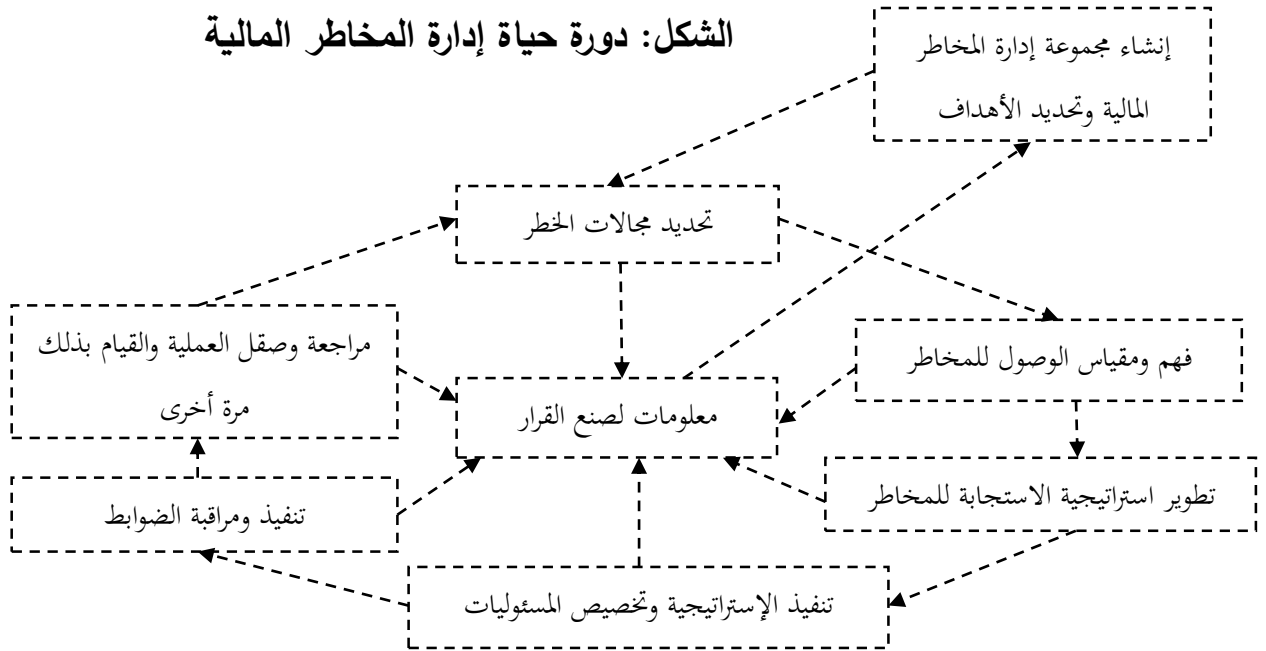 الشكل: دورة حياة إدارة المخاطر المالية
إنشاء مجموعة إدارة المخاطر
المالية وتحديد الأهداف
تحديد مجالات الخطر
مراجعة وصقل العملية والقيام بذلك
مرة أخرى
فهم ومقياس الوصول للمخاطر
معلومات لصنع القرار
تنفيذ ومراقبة الضوابط
تطوير استراتيجية الاستجابة للمخاطر
تنفيذ الإستراتيجية وتخصيص المسئوليات